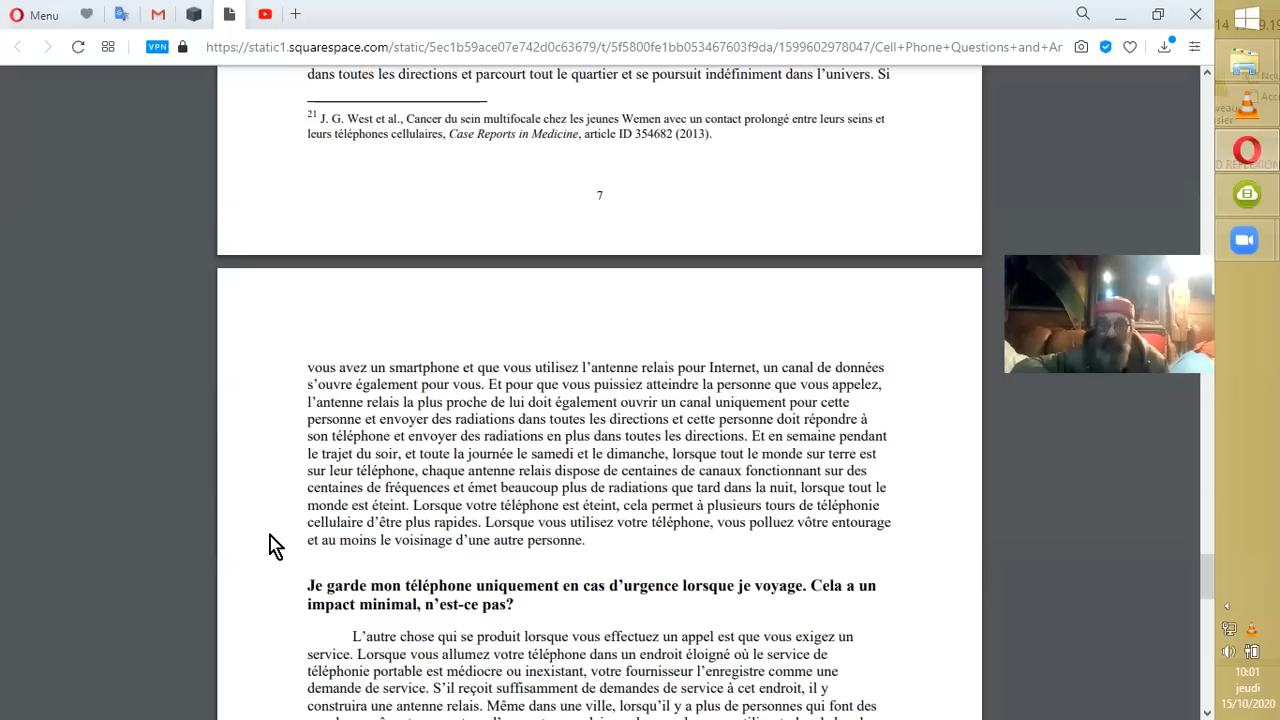 Menu
VPN
https://static1.squarespace.com/static/5ec1b59ace8f7e742d0c63679/t/5f5800fe1bb053467003f9da/1599602970047/Cell+Phone+Questions+and+Ar
dans toutes les directions et parcourt tout le quartier et se poursuit indéfiniment dans l’univers. Si
21 J. G. West et al., Cancer du sein multifocale chez les jeunes Wemen avec un contact prolongé entre leurs seins et
leurs téléphones cellulaires, Case Reports in Medicine, article ID 354682 (2013).
7
vous avez un smartphone et que vous utilisez l’antenne relais pour Internet, un canal de données
s’ouvre également pour vous. Et pour que vous puissiez atteindre la personne que vous appelez,
l’antenne relais la plus proche de lui doit également ouvrir un canal uniquement pour cette
personne et envoyer des radiations dans toutes les directions et cette personne doit répondre à
son téléphone et envoyer des radiations en plus dans toutes les directions. Et en semaine pendant
le trajet du soir, et toute la journée le samedi et le dimanche, lorsque tout le monde sur terre est
sur leur téléphone, chaque antenne relais dispose de centaines de canaux fonctionnant sur des
centaines de fréquences et émet beaucoup plus de radiations que tard dans la nuit, lorsque tout le
monde est éteint. Lorsque votre téléphone est éteint, cela permet à plusieurs tours de téléphonie
cellulaire d’être plus rapides. Lorsque vous utilisez votre téléphone, vous polluez vôtre entourage
et au moins le voisinage d’une autre personne.
Je garde mon téléphone uniquement en cas d’urgence lorsque je voyage. Cela a un
impact minimal, n’est-ce pas?
L’autre chose qui se produit lorsque vous effectuez un appel est que vous exigez un
service. Lorsque vous allumez votre téléphone dans un endroit éloigné où le service de
téléphonie portable est médiocre ou inexistant, votre fournisseur l’enregistre comme une
demande de service. S’il reçoit suffisamment de demandes de service à cet endroit, il y
construira une antenne relais. Même dans une ville, lorsqu’il y a plus de personnes qui font des
10:01
jeudi
15/10/2020